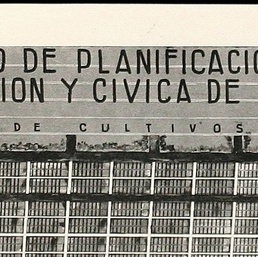 O DE PLANIFICACIO
ION Y CIVICA DE
DE CULTIVOS